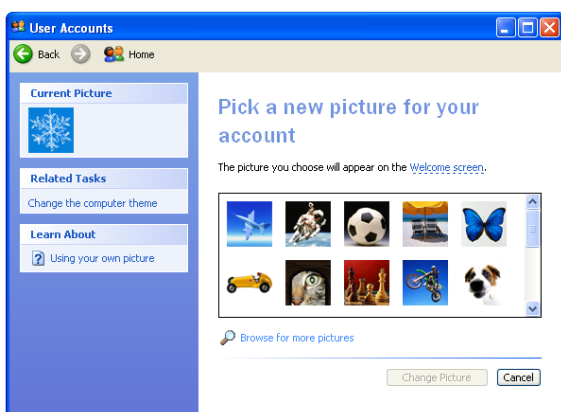 User Accounts
Back Home
Current Picture
Related Tasks
Change the computer theme
Learn About
Using your own picture
Pick a new picture for your
account
The picture you choose will appear on the Welcome screen.
Browse for more pictures
Change Picture Cancel